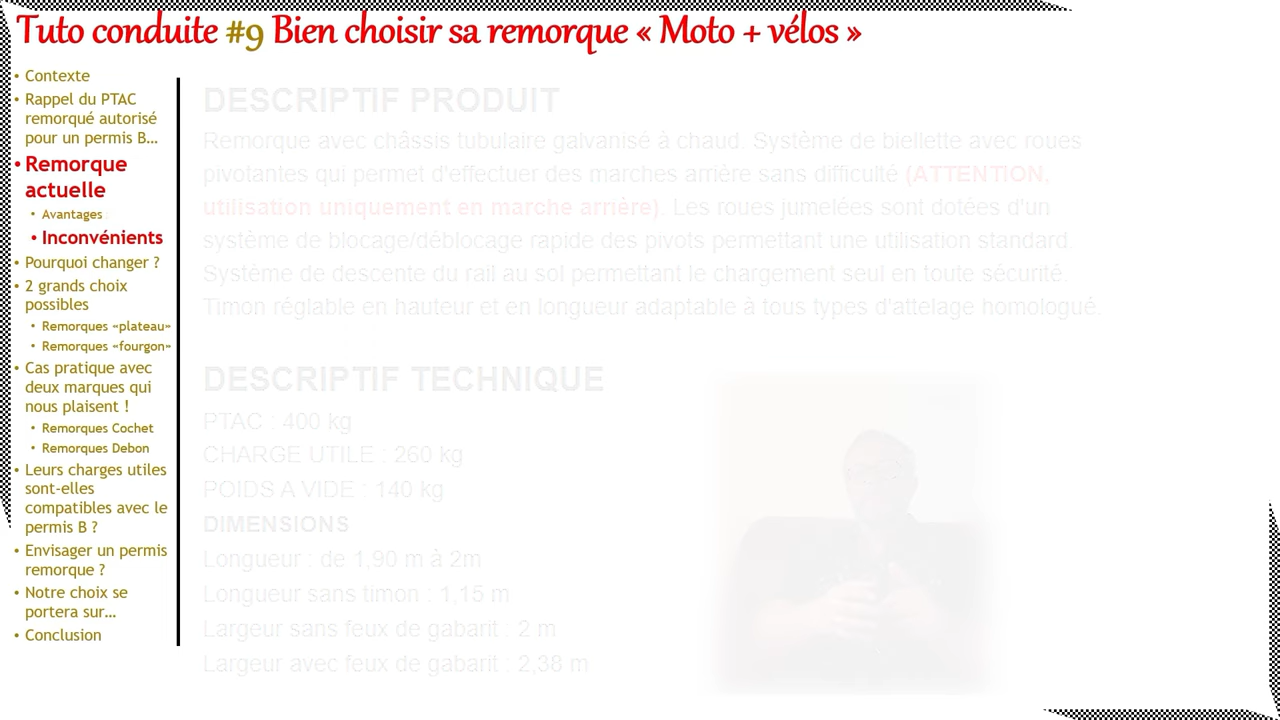 Tuto conduite #9 Bien choisir sa remorque « Moto + vélos »
• Contexte
• Rappel du PTAC
remorqué autorisé
pour un permis B…
• Remorque
actuelle
• Avantages
• Inconvénients
• Pourquoi changer ?
• 2 grands choix
possibles
• Remorques «plateau»
• Remorques «fourgon»
• Cas pratique avec
deux marques qui
nous plaisent !
• Remorques Cochet
• Remorques Debon
• Leurs charges utiles
sont-elles
compatibles avec le
permis B ?
• Envisager un permis
remorque ?
• Notre choix se
portera sur…
• Conclusion
DESCRIPTIF PRODUIT
Remorque avec châssis tubulaire galvanisé à chaud. Système de biellette avec roues
pivotantes qui permet d'effectuer des marches arrière sans difficulté (ATTENTION,
utilisation uniquement en marche arrière). Les roues jumelées sont dotées d'un
système de blocage/déblocage rapide des pivots permettant une utilisation standard.
Système de descente du rail au sol permettant le chargement seul en toute sécurité.
Timon réglable en hauteur et en longueur adaptable à tous types d'attelage homologué.
DESCRIPTIF TECHNIQUE
PTAC : 400 kg
CHARGE UTILE : 260 kg
POIDS A VIDE : 140 kg
DIMENSIONS
Longueur : de 1,90 m à 2m
Longueur sans timon : 1,15 m
Largeur sans feux de gabarit : 2 m
Largeur avec feux de gabarit : 2,38 m